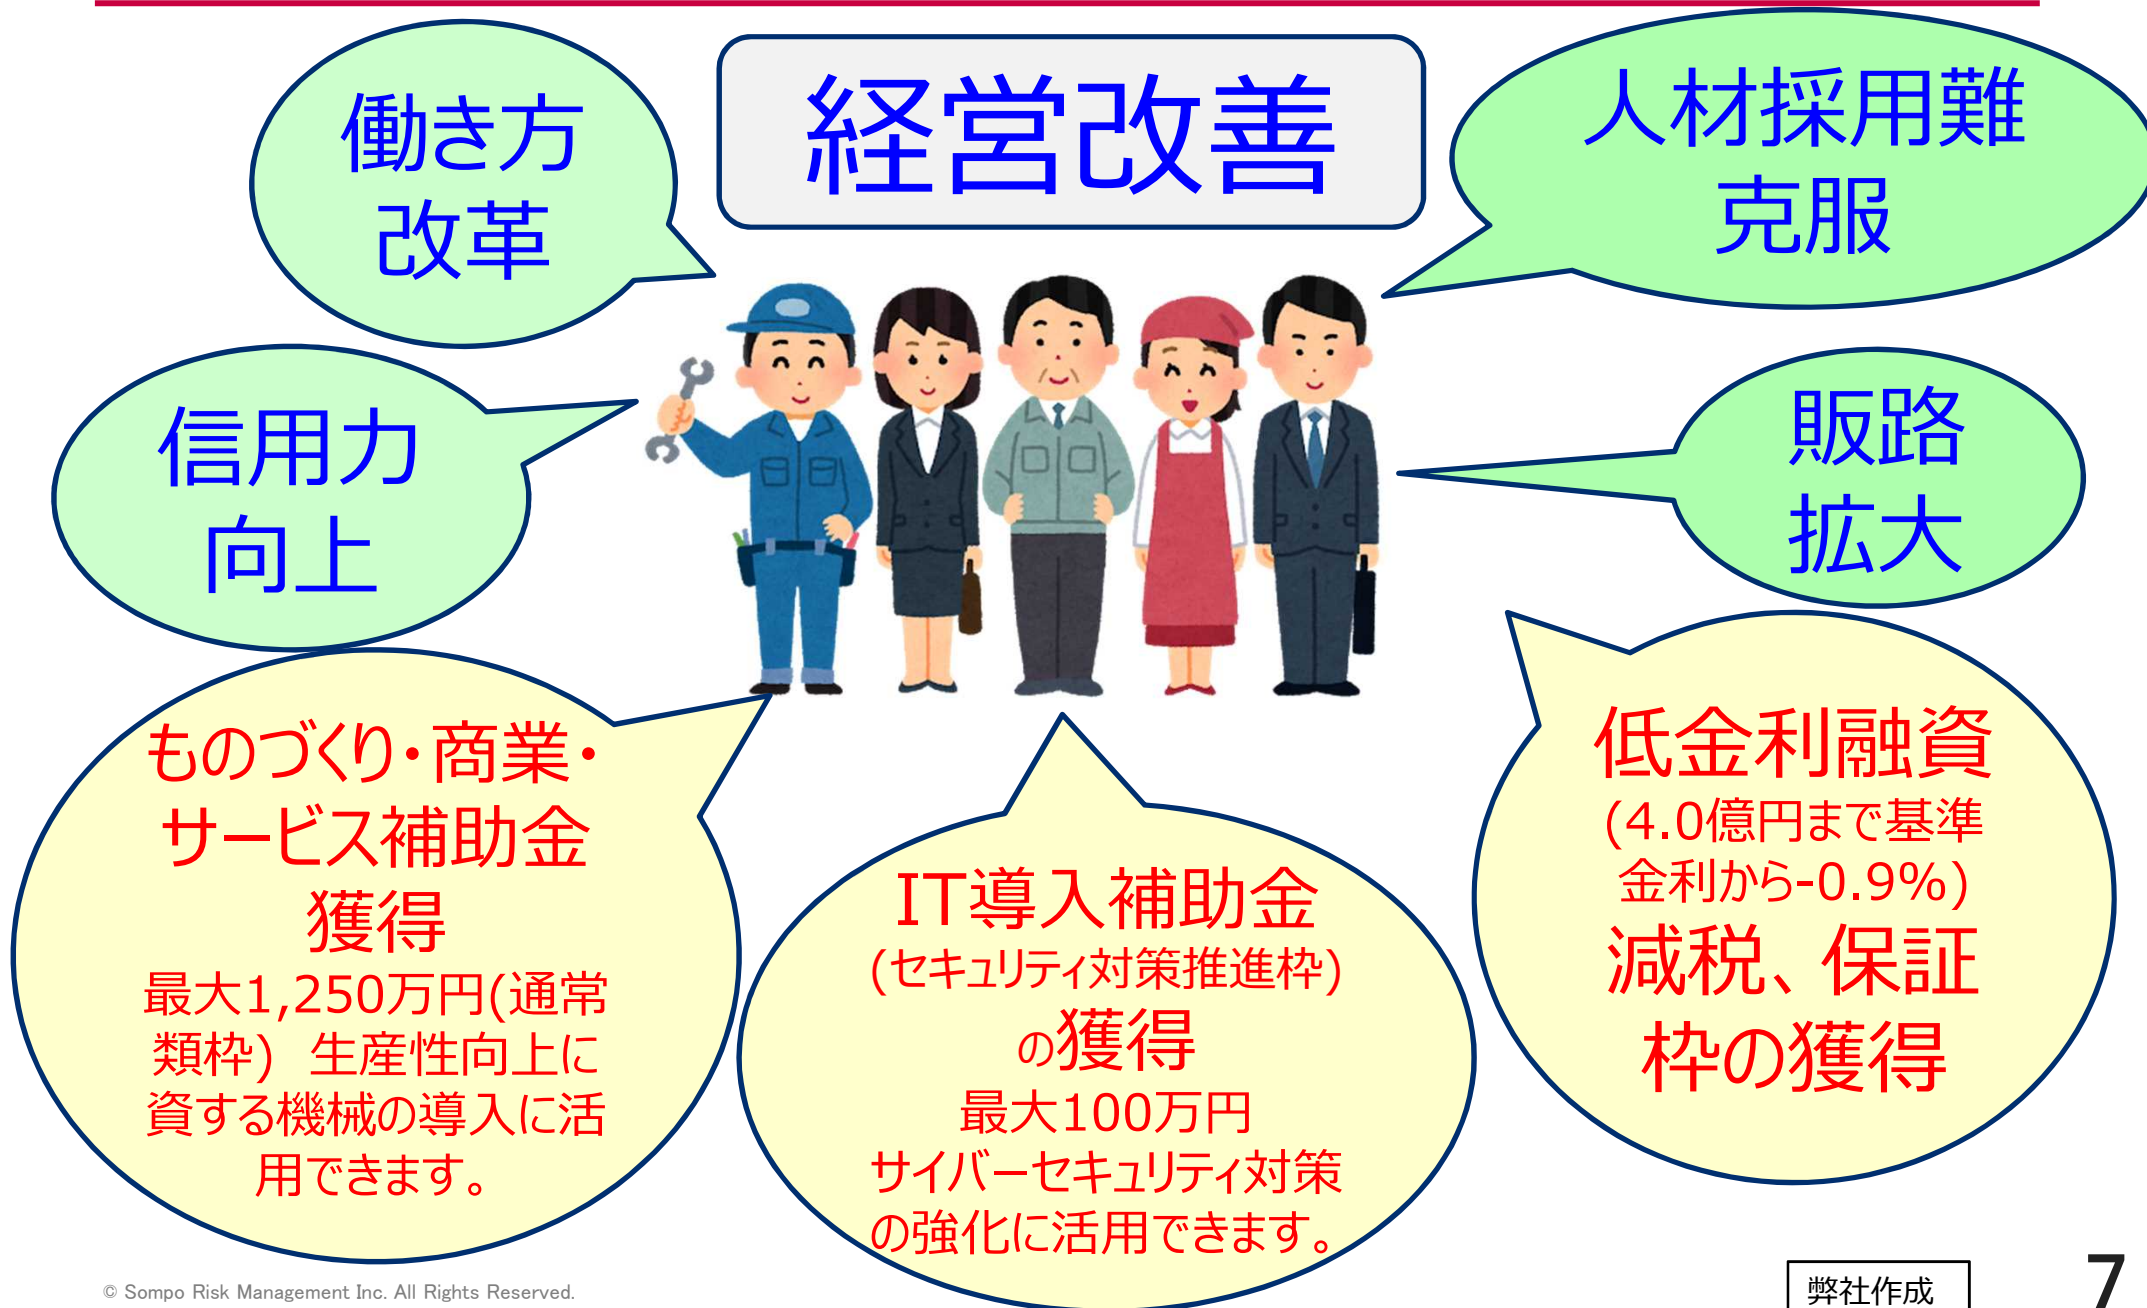 経営改善
働き方
改革
人材採用難
克服
信用力
向上
販路
拡大
ものづくり・商業・
サービス補助金
獲得
最大1,250万円(通常
類枠)　生産性向上に
資する機械の導入に活
用できます。
IT導入補助金
(セキュリティ対策推進枠)
の獲得
最大100万円
サイバーセキュリティ対策
の強化に活用できます。
低金利融資
(4.0億円まで基準
金利から-0.9%)
減税、保証
枠の獲得
© Sompo Risk Management Inc. All Rights Reserved.
弊社作成
7